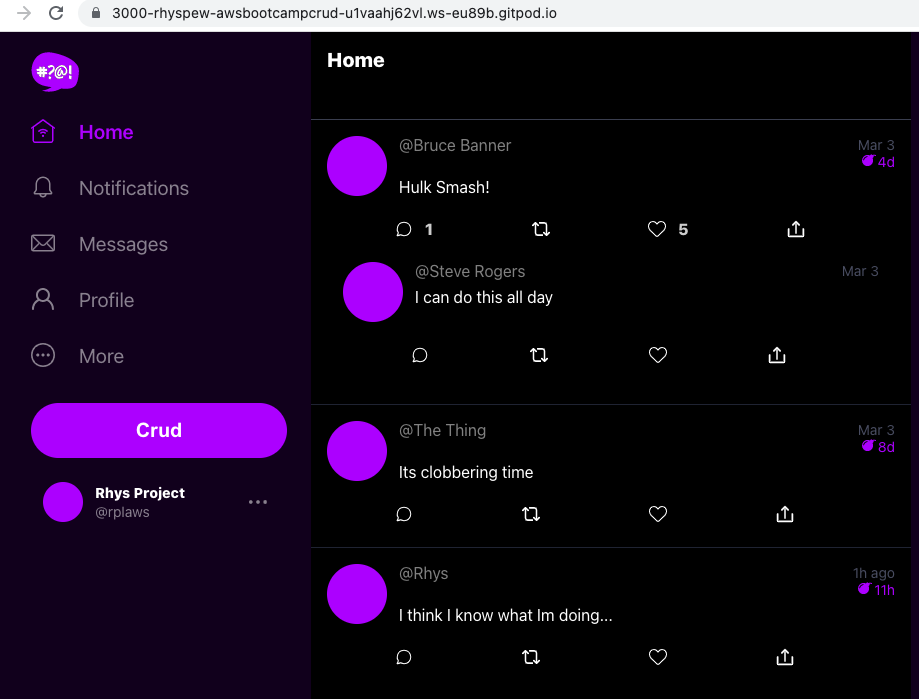 3000-rhyspew-awsbootcampcrud-u1vaahj62vl.ws-eu89b.gitpod.io
#?@!
Home
Notifications
Messages
Profile
More
Crud
Rhys Project
@rplaws
Home
@Bruce Banner
Mar 3
4d
Hulk Smash!
1
5
@Steve Rogers
Mar 3
I can do this all day
@The Thing
Mar 3
8d
Its clobbering time
@Rhys
1h ago
11h
I think I know what Im doing...